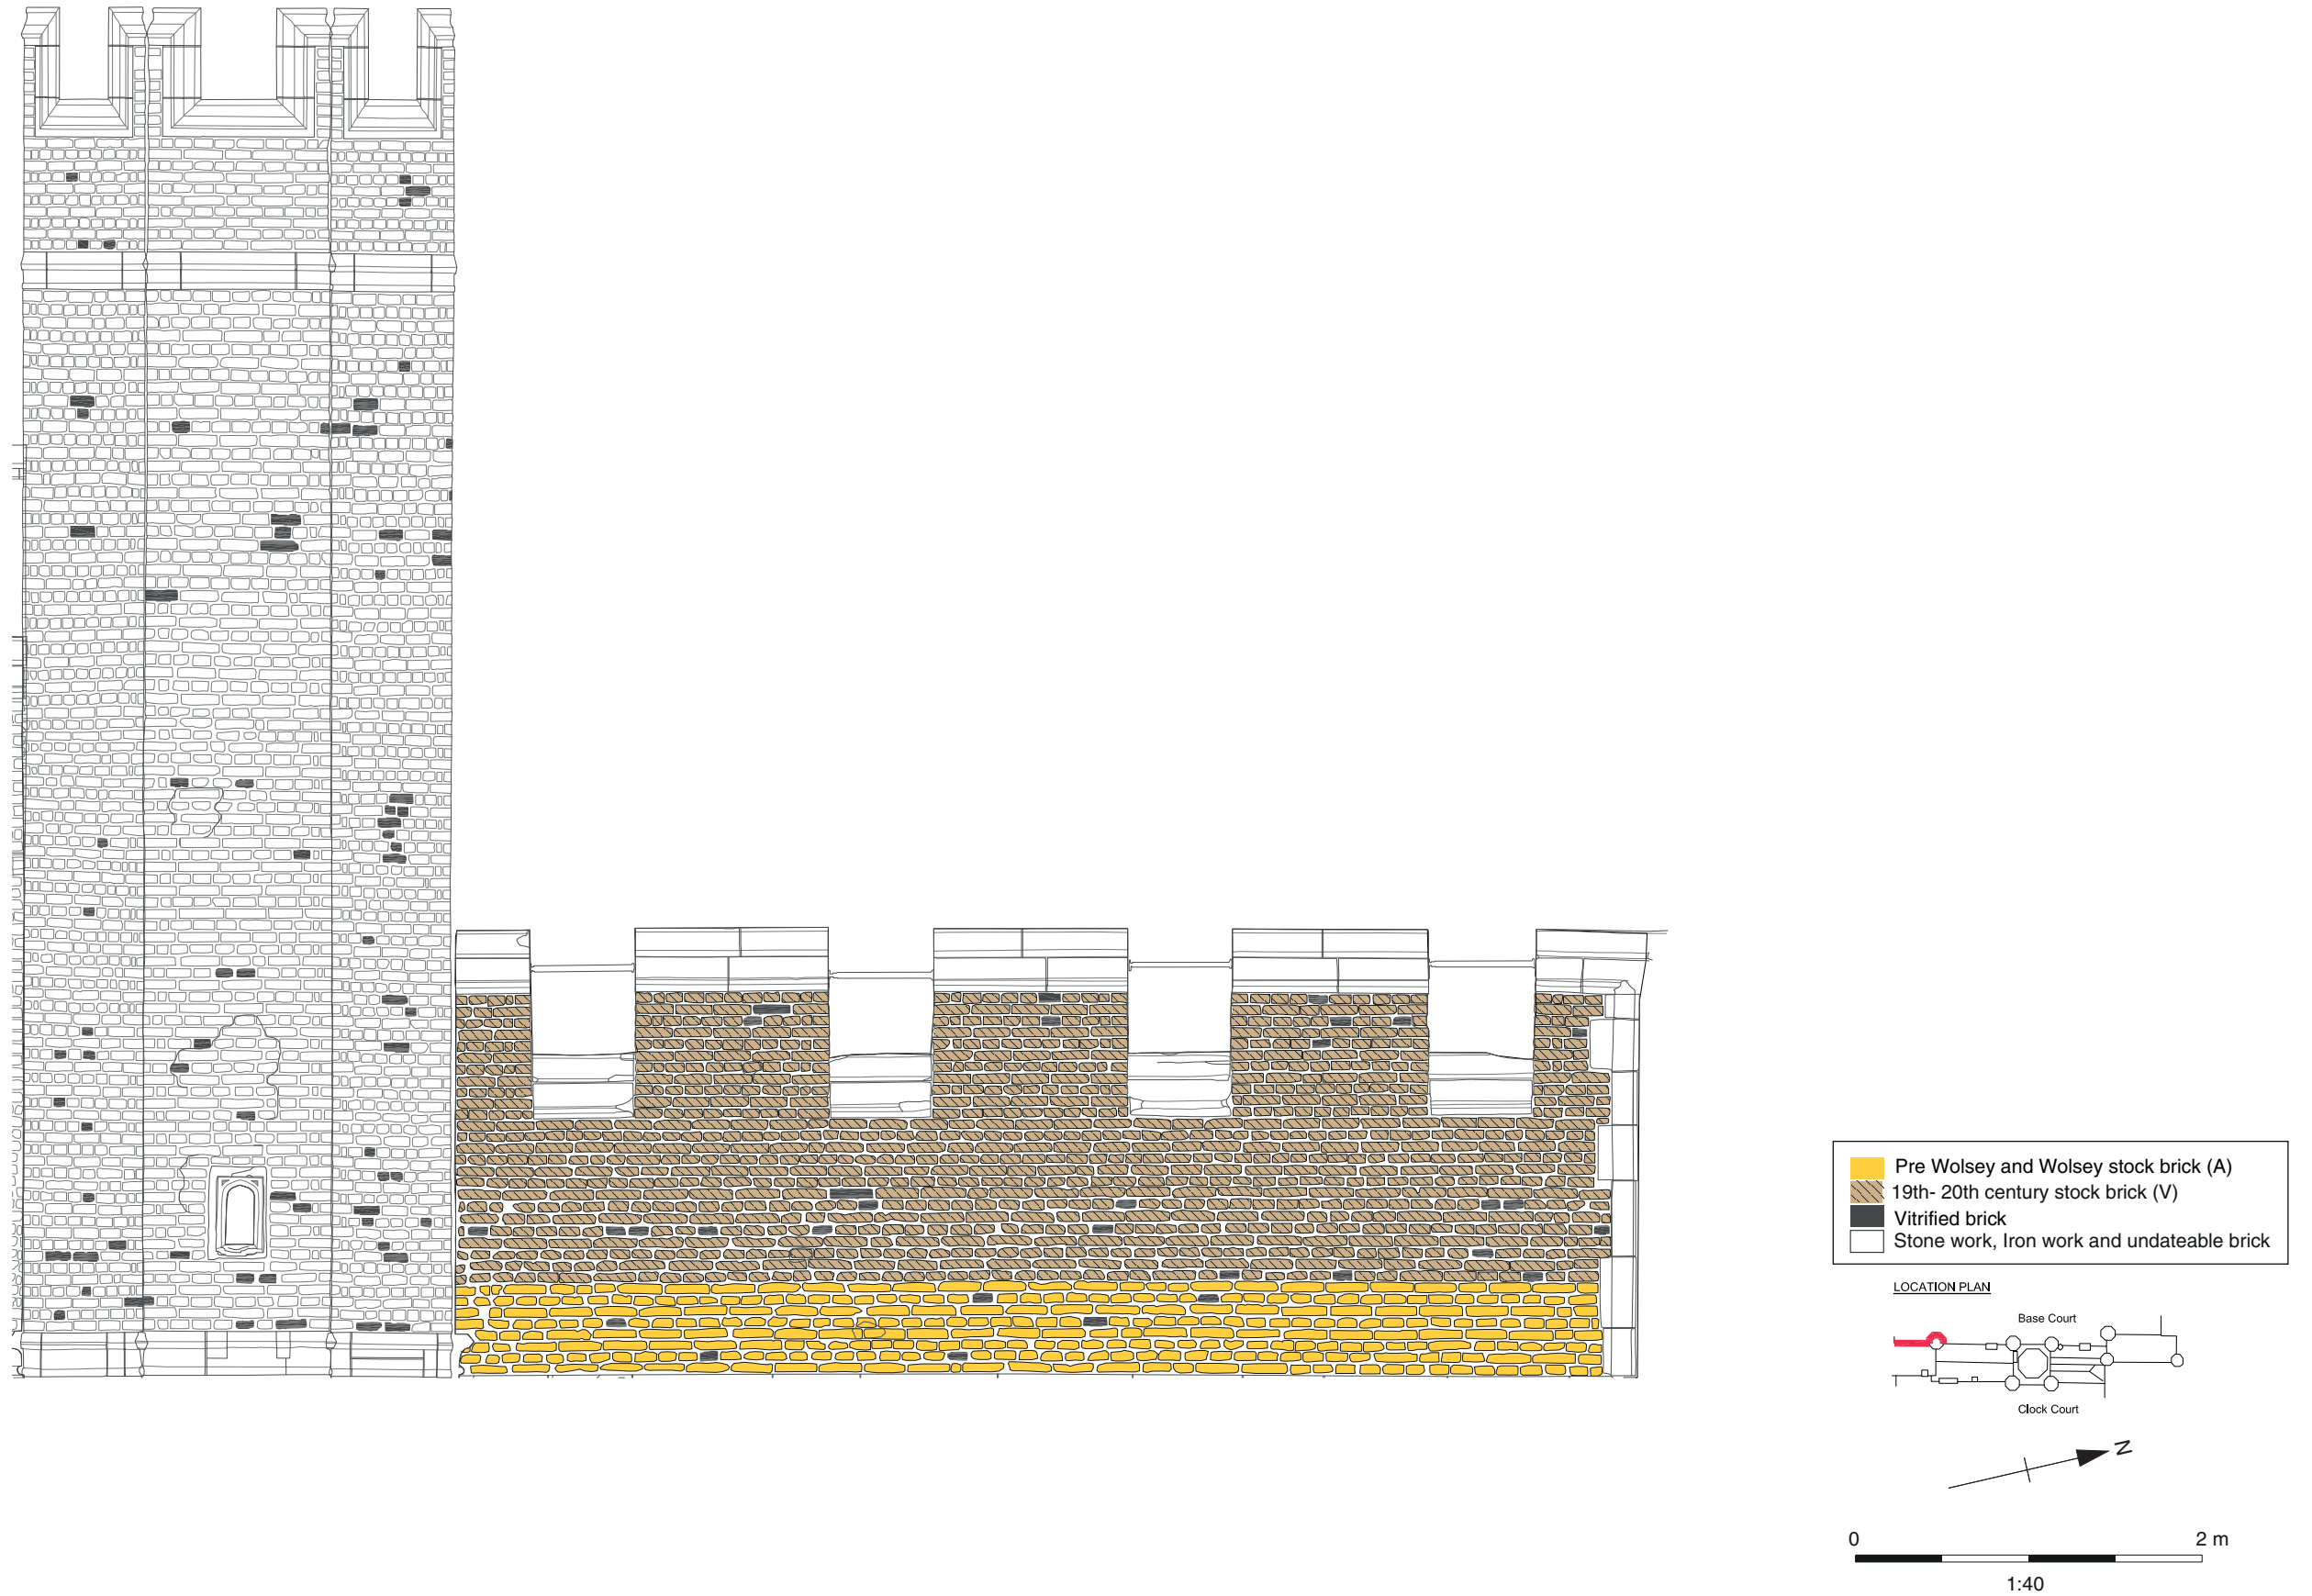 Pre Wolsey and Wolsey stock brick (A)
19th- 20th century stock brick (V)
Vitrified brick
Stone work, Iron work and undateable brick
LOCATION PLAN
Base Court
Clock Court
N
0 2 m
1:40